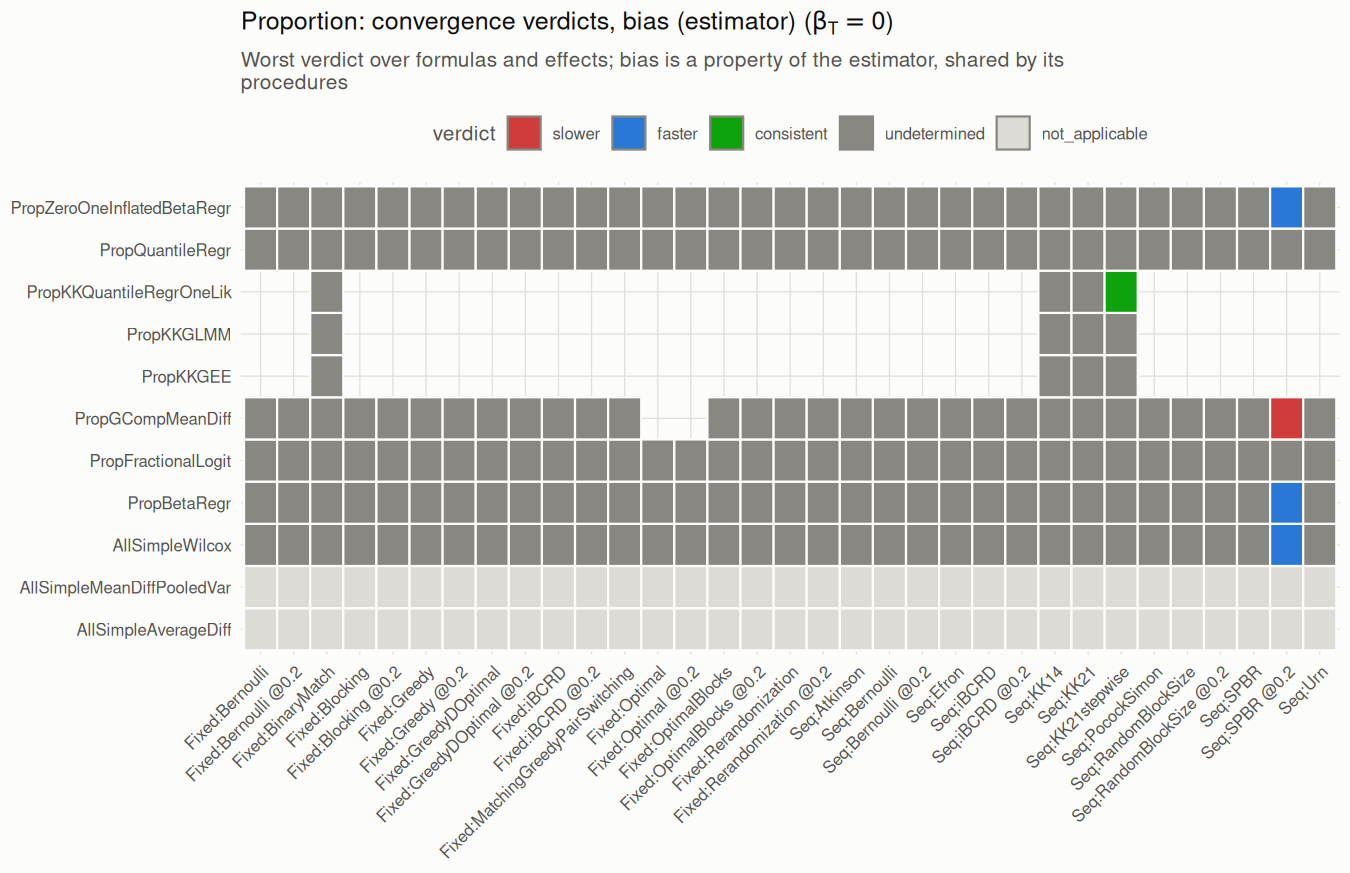 Proportion: convergence verdicts, bias (estimator) (βT = 0)
Worst verdict over formulas and effects; bias is a property of the estimator, shared by its
procedures
verdict slower faster consistent undetermined not_applicable
PropZeroOneInflatedBetaRegr
PropQuantileRegr
PropKKQuantileRegrOneLik
PropKKGLMM
PropKKGEE
PropGCompMeanDiff
PropFractionalLogit
PropBetaRegr
AllSimpleWilcox
AllSimpleMeanDiffPooledVar
AllSimpleAverageDiff
Fixed:Bernoulli
Fixed:Bernoulli @0.2
Fixed:BinaryMatch
Fixed:Blocking
Fixed:Blocking @0.2
Fixed:Greedy
Fixed:Greedy @0.2
Fixed:GreedyDOptimal
Fixed:GreedyDOptimal @0.2
Fixed:iBCRD
Fixed:iBCRD @0.2
Fixed:MatchingGreedyPairSwitching
Fixed:Optimal
Fixed:Optimal @0.2
Fixed:OptimalBlocks
Fixed:OptimalBlocks @0.2
Fixed:Rerandomization
Fixed:Rerandomization @0.2
Seq:Atkinson
Seq:Bernoulli
Seq:Bernoulli @0.2
Seq:Efron
Seq:iBCRD
Seq:iBCRD @0.2
Seq:KK14
Seq:KK21
Seq:KK21stepwise
Seq:PocockSimon
Seq:RandomBlockSize
Seq:RandomBlockSize @0.2
Seq:SPBR
Seq:SPBR @0.2
Seq:Urn